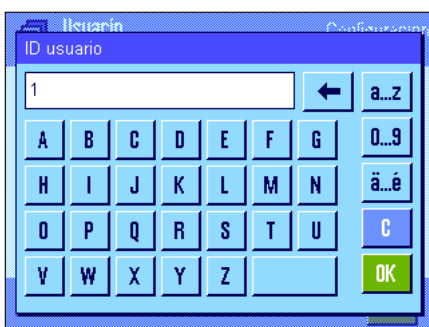 Usuario
Configuracion
ID usuario
1
a...z
A B C D E F G
0...9
H I J K L M N
ä...é
O P Q R S T U
C
V W X Y Z
OK